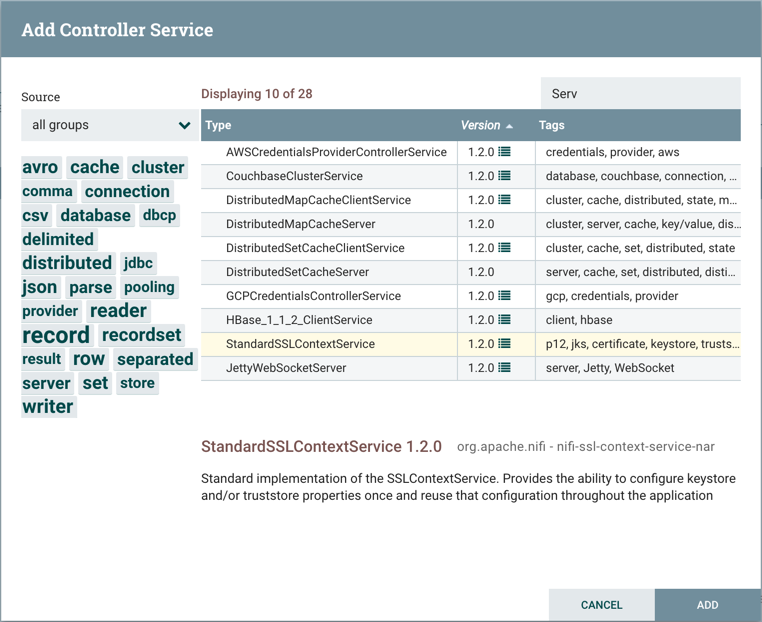 Add Controller Service
Source
all groups
avro cache cluster
comma connection
csv database dbcp
delimited
distributed jdbc
json parse pooling
provider reader
record recordset
result row separated
server set store
writer
Displaying 10 of 28
Serv
Type Version Tags
AWSCredentialsProviderControllerService 1.2.0 credentials, provider, aws
CouchbaseClusterService 1.2.0 database, couchbase, connection, ...
DistributedMapCacheClientService 1.2.0 cluster, cache, distributed, state, m...
DistributedMapCacheServer 1.2.0 cluster, server, cache, key/value, dis...
DistributedSetCacheClientService 1.2.0 cluster, cache, set, distributed, state
DistributedSetCacheServer 1.2.0 server, cache, set, distributed, disti...
GCPCredentialsControllerService 1.2.0 gcp, credentials, provider
HBase_1_1_2_ClientService 1.2.0 client, hbase
StandardSSLContextService 1.2.0 p12, jks, certificate, keystore, trusts...
JettyWebSocketServer 1.2.0 server, Jetty, WebSocket
StandardSSLContextService 1.2.0 org.apache.nifi - nifi-ssl-context-service-nar
Standard implementation of the SSLContextService. Provides the ability to configure keystore
and/or truststore properties once and reuse that configuration throughout the application
CANCEL ADD